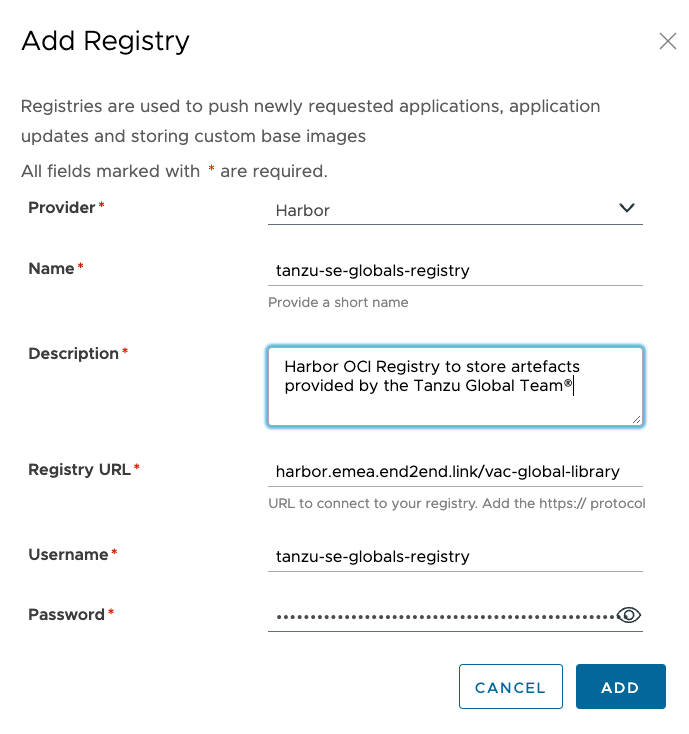 Add Registry
Registries are used to push newly requested applications, application
updates and storing custom base images
All fields marked with * are required.
Provider*
Harbor
Name*
tanzu-se-globals-registry
Provide a short name
Description*
Harbor OCI Registry to store artefacts
provided by the Tanzu Global Team®
Registry URL*
harbor.emea.end2end.link/vac-global-library
URL to connect to your registry. Add the https:// protocol
Username*
tanzu-se-globals-registry
Password*
CANCEL
ADD